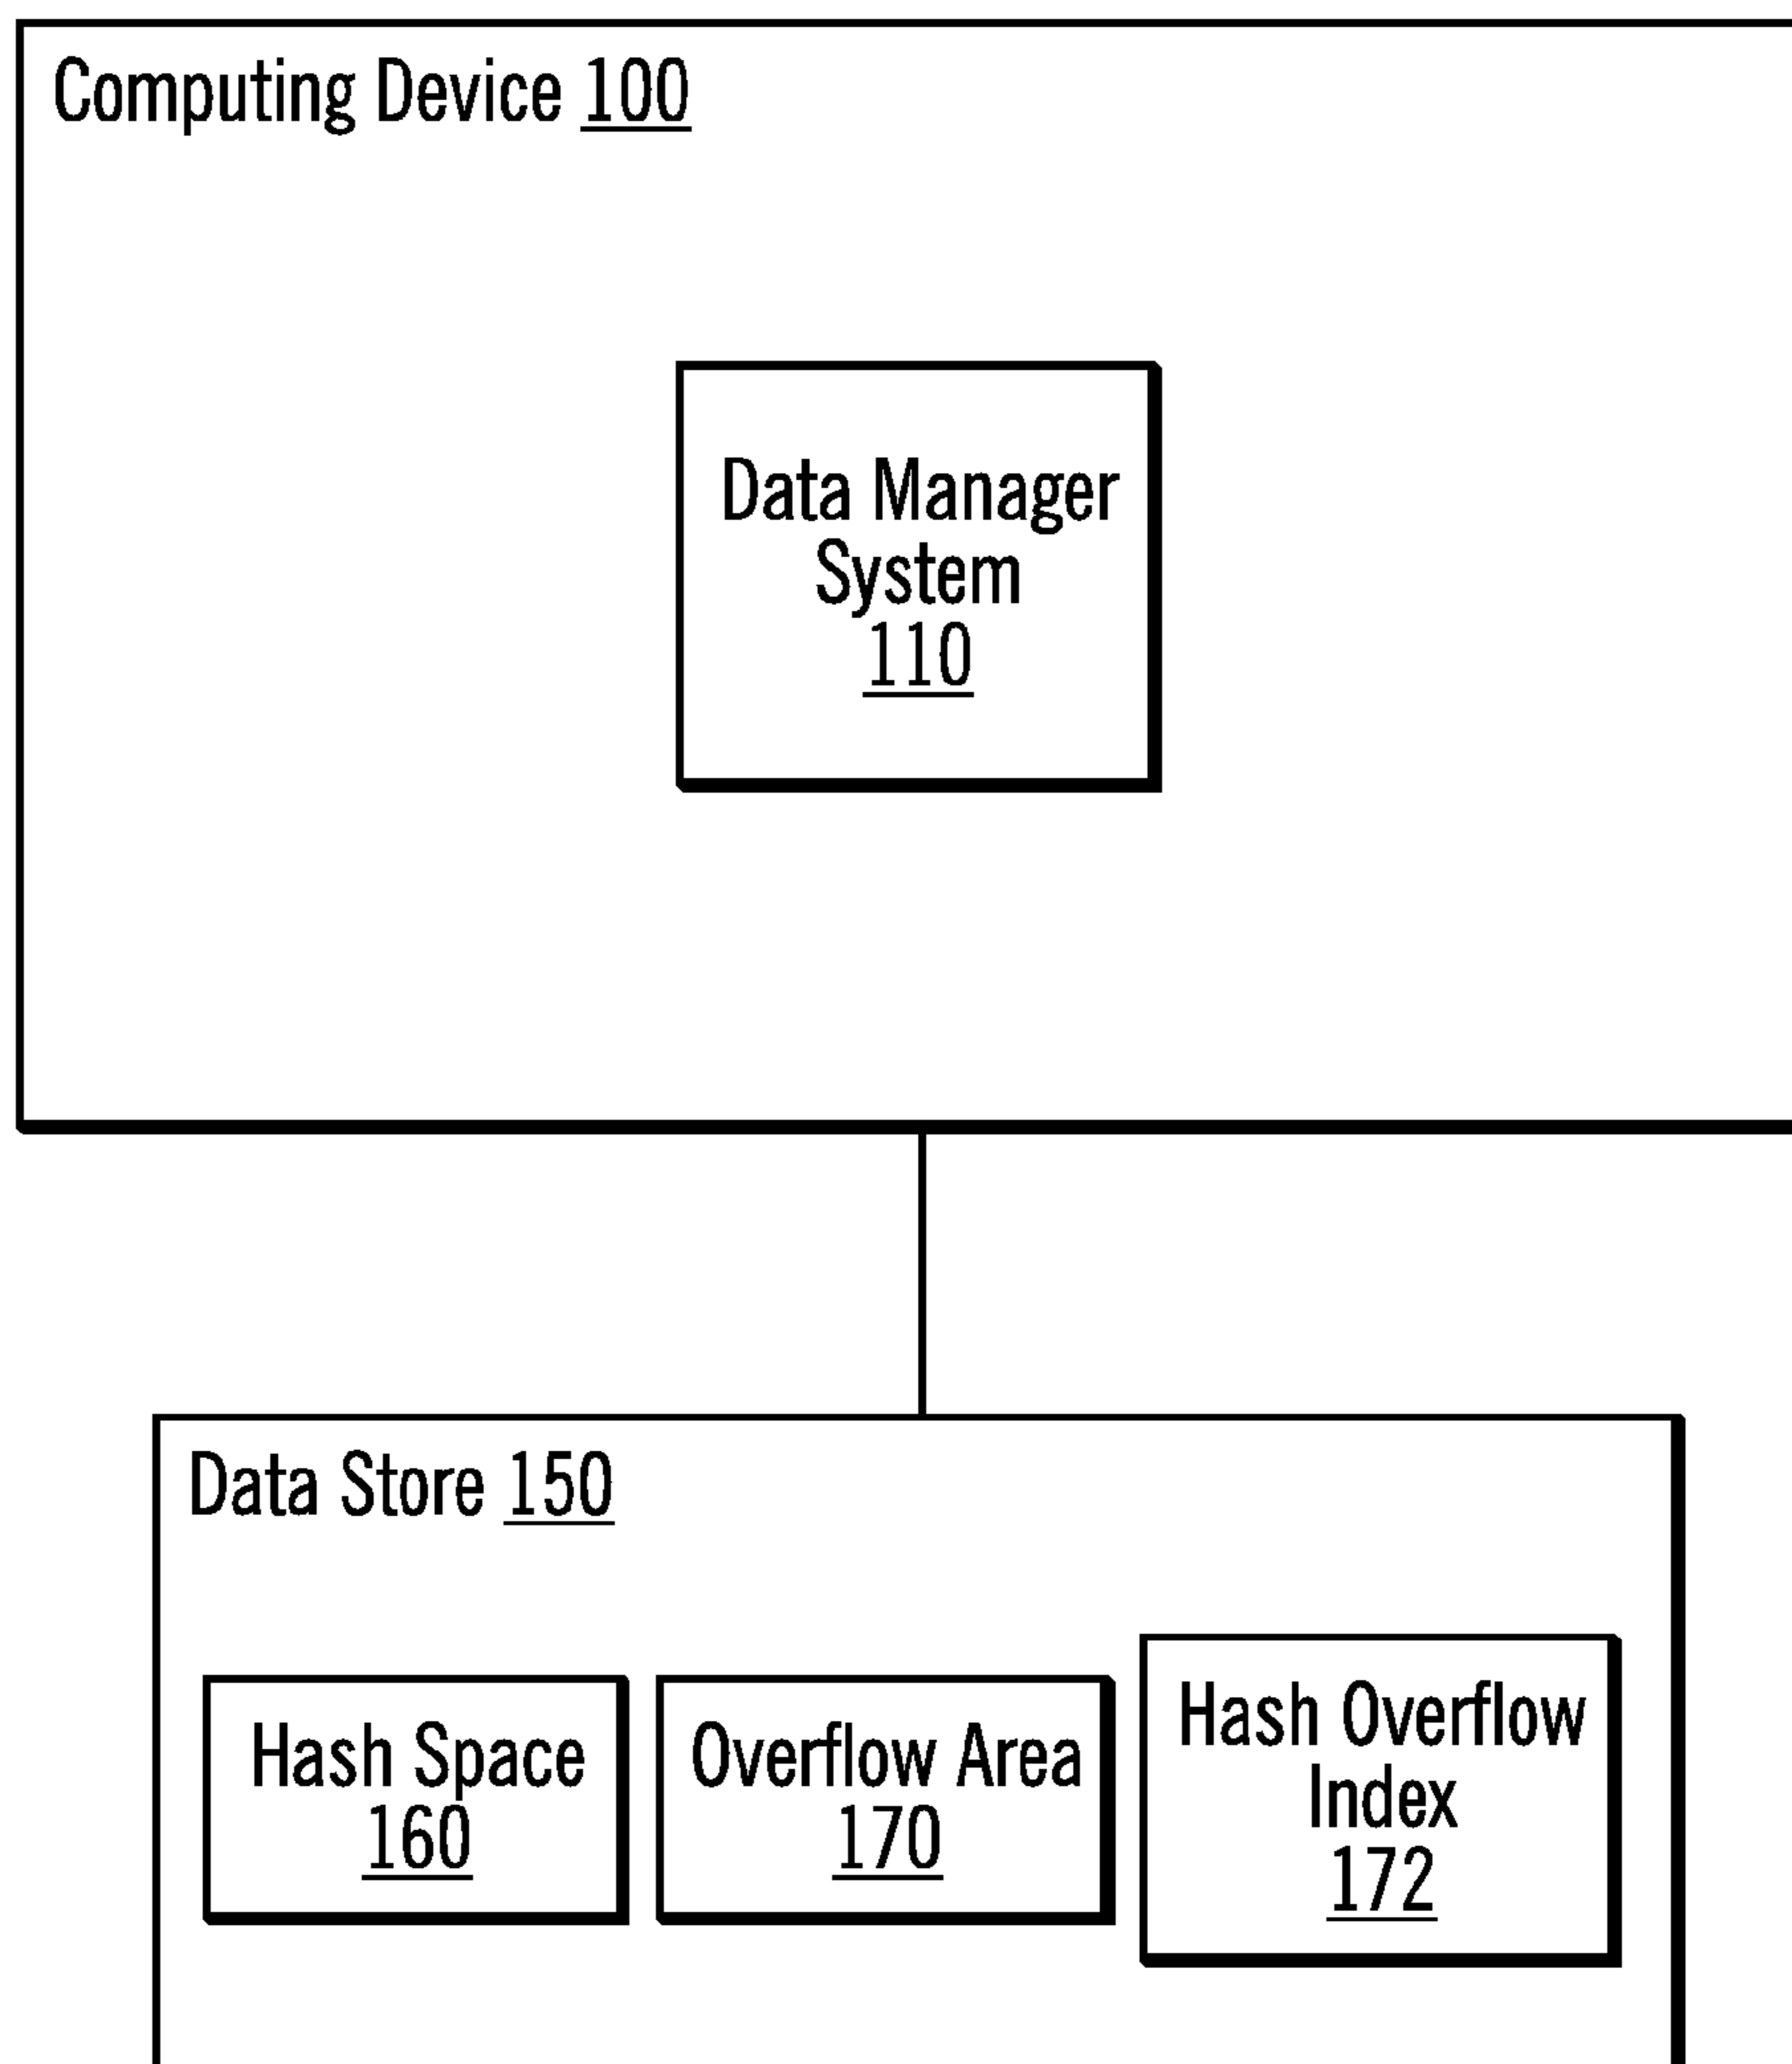 Computing Device 100
Data Manager
System
110
Data Store 150
Hash Space
160
Overflow Area
170
Hash Overflow
Index
172